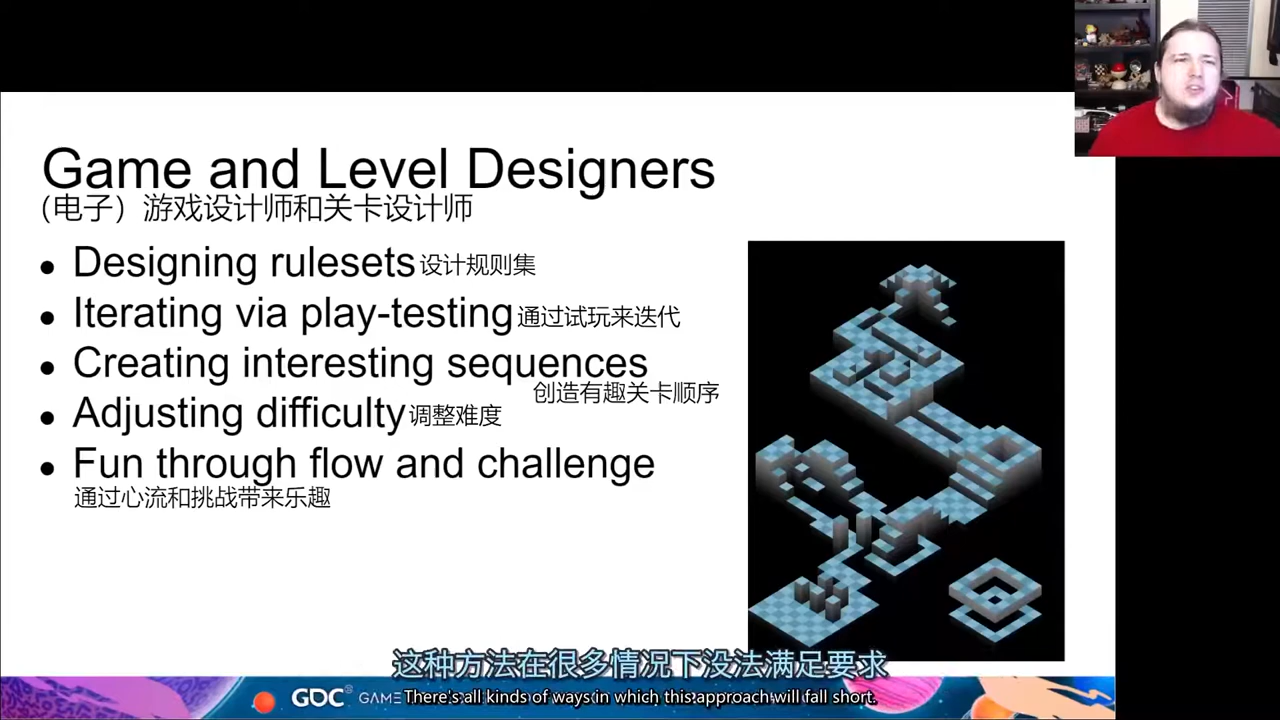 Game and Level Designers
（电子）游戏设计师和关卡设计师
• Designing rulesets 设计规则集
• Iterating via play-testing 通过试玩来迭代
• Creating interesting sequences
创造有趣关卡顺序
• Adjusting difficulty 调整难度
• Fun through flow and challenge
通过心流和挑战带来乐趣
这种方法在很多情况下没法满足要求
GDC GAME
There's all kinds of ways in which this approach will fall short.